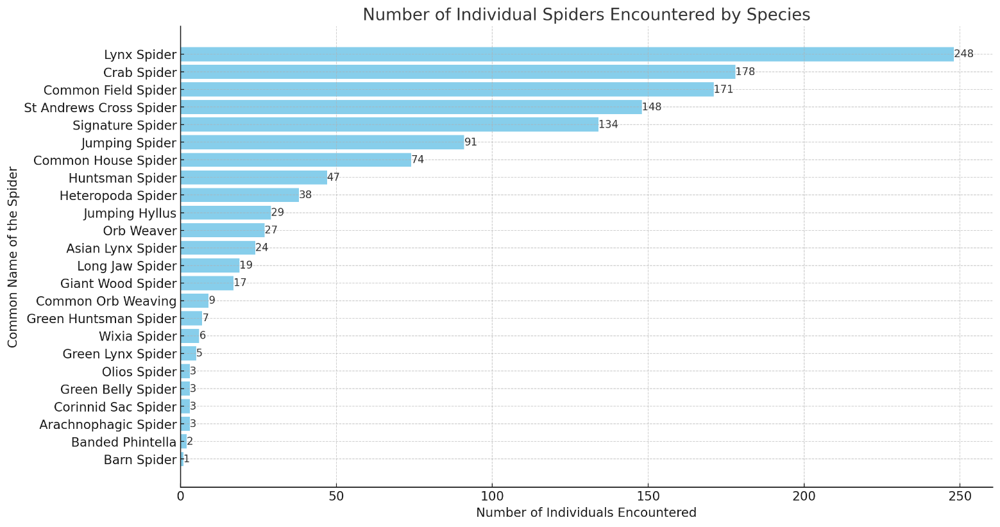 Number of Individual Spiders Encountered by Species
Common Name of the Spider
Lynx Spider 248
Crab Spider 178
Common Field Spider 171
St Andrews Cross Spider 148
Signature Spider 134
Jumping Spider 91
Common House Spider 74
Huntsman Spider 47
Heteropoda Spider 38
Jumping Hyllus 29
Orb Weaver 27
Asian Lynx Spider 24
Long Jaw Spider 19
Giant Wood Spider 17
Common Orb Weaving 9
Green Huntsman Spider 7
Wixia Spider 6
Green Lynx Spider 5
Olios Spider 3
Green Belly Spider 3
Corinnid Sac Spider 3
Arachnophagic Spider 3
Banded Phintella 2
Barn Spider 1
0 50 100 150 200 250
Number of Individuals Encountered